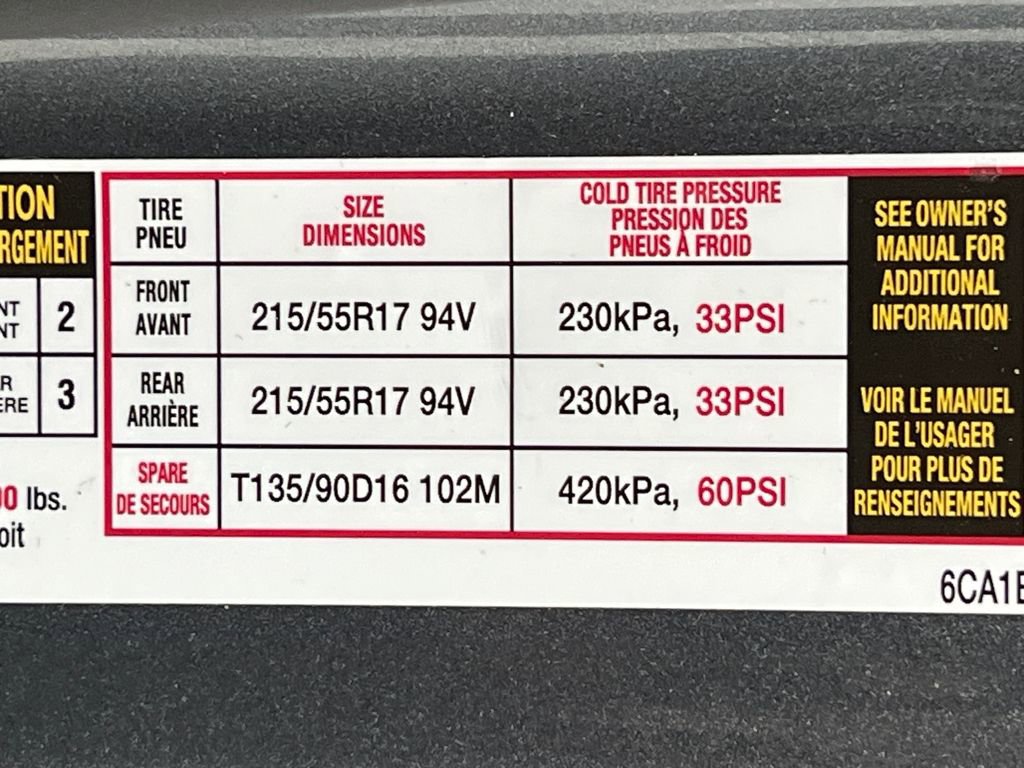 TION
RGEMENT
NT
NT
2
R
ERE
3
00 lbs.
oit
TIRE
PNEU
SIZE
DIMENSIONS
COLD TIRE PRESSURE
PRESSION DES
PNEUS À FROID
FRONT
AVANT
215/55R17 94V
230kPa, 33PSI
REAR
ARRIÈRE
215/55R17 94V
230kPa, 33PSI
SPARE
DE SECOURS
T135/90D16 102M
420kPa, 60PSI
SEE OWNER'S
MANUAL FOR
ADDITIONAL
INFORMATION
VOIR LE MANUEL
DE L'USAGER
POUR PLUS DE
RENSEIGNEMENTS
6CA1E